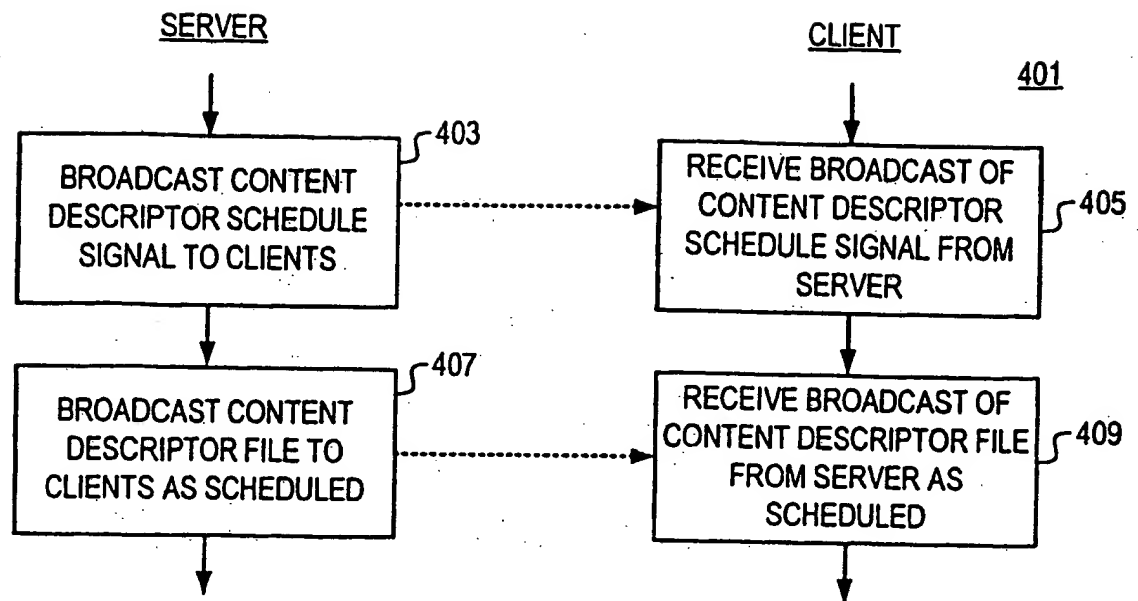 SERVER
CLIENT
401
403
BROADCAST CONTENT
DESCRIPTOR SCHEDULE
SIGNAL TO CLIENTS
RECEIVE BROADCAST OF
CONTENT DESCRIPTOR
SCHEDULE SIGNAL FROM
SERVER
405
407
BROADCAST CONTENT
DESCRIPTOR FILE TO
CLIENTS AS SCHEDULED
RECEIVE BROADCAST OF
CONTENT DESCRIPTOR FILE
FROM SERVER AS
SCHEDULED
409